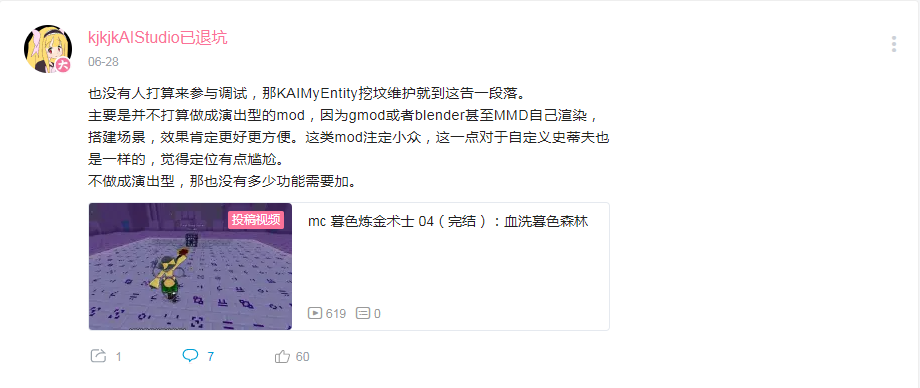 kjkjkAIStudio已退坑
大
06-28
也没有人打算来参与调试，那KAIMyEntity挖坟维护就到这告一段落。
主要是并不打算做成演出型的mod，因为gmod或者blender甚至MMD自己渲染，
搭建场景，效果肯定更好更方便。这类mod注定小众，这一点对于自定义史蒂夫也
是一样的，觉得定位有点尴尬。
不做成演出型，那也没有多少功能需要加。
投稿视频
mc 暮色炼金术士 04（完结）：血洗暮色森林
619 0
1 7 60